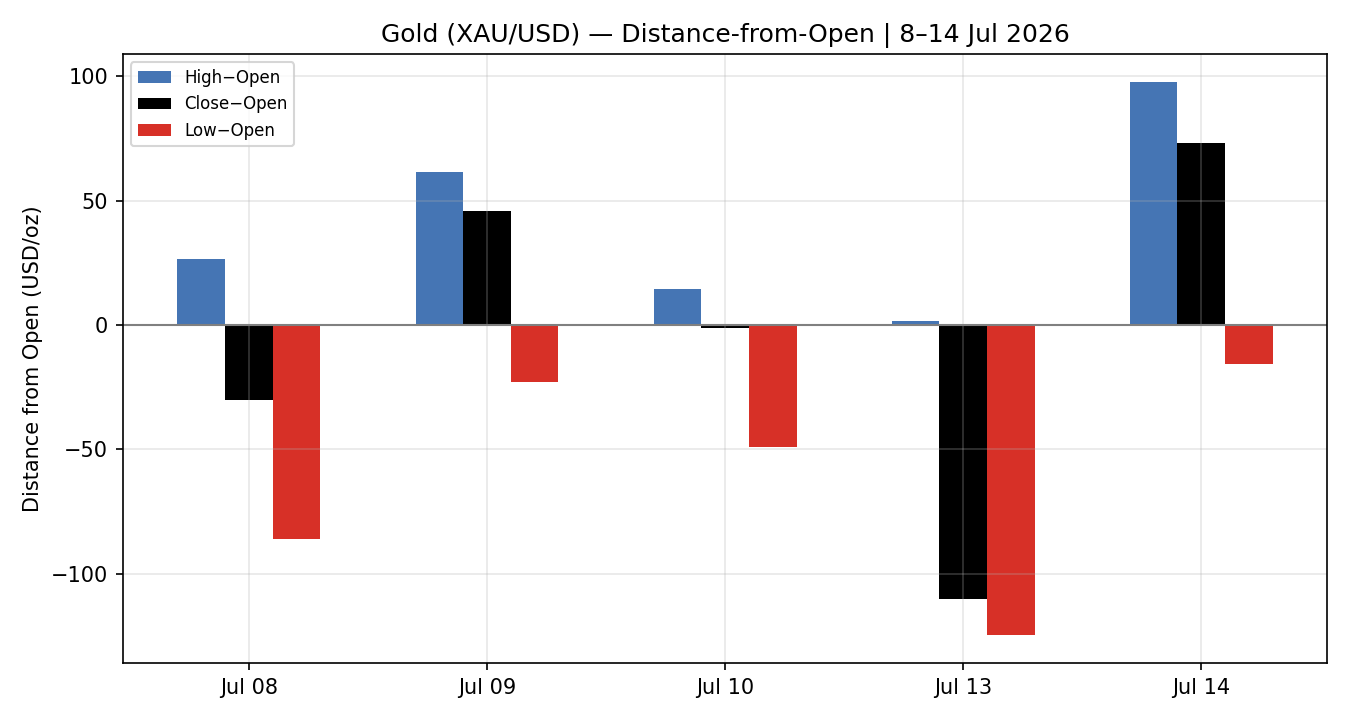 Gold (XAU/USD) — Distance-from-Open | 8–14 Jul 2026
High−Open
Close−Open
Low−Open
Distance from Open (USD/oz)
100
50
0
−50
−100
Jul 08 Jul 09 Jul 10 Jul 13 Jul 14